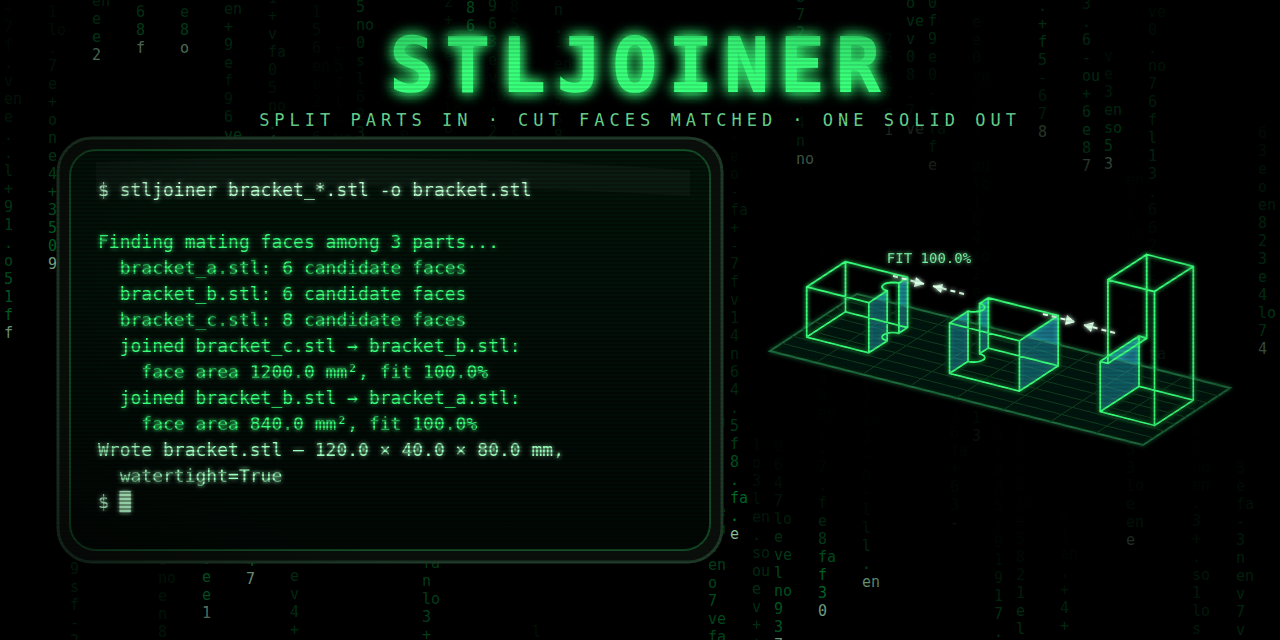 STLJOINER
SPLIT PARTS IN · CUT FACES MATCHED · ONE SOLID OUT
$ stljoiner bracket_*.stl -o bracket.stl
Finding mating faces among 3 parts...
bracket_a.stl: 6 candidate faces
bracket_b.stl: 6 candidate faces
bracket_c.stl: 8 candidate faces
joined bracket_c.stl → bracket_b.stl:
face area 1200.0 mm², fit 100.0%
joined bracket_b.stl → bracket_a.stl:
face area 840.0 mm², fit 100.0%
Wrote bracket.stl — 120.0 × 40.0 × 80.0 mm,
watertight=True
$
FIT 100.0%